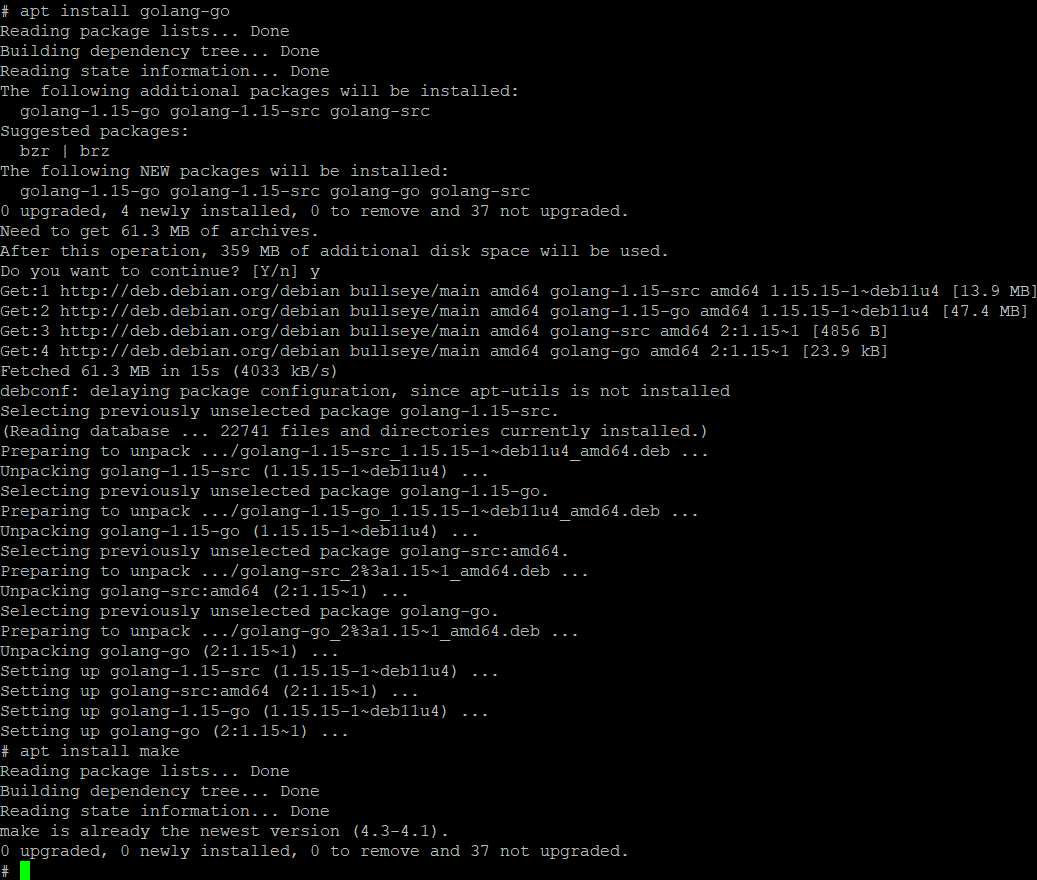 # apt install golang-go
Reading package lists... Done
Building dependency tree... Done
Reading state information... Done
The following additional packages will be installed:
  golang-1.15-go golang-1.15-src golang-src
Suggested packages:
  bzr | brz
The following NEW packages will be installed:
  golang-1.15-go golang-1.15-src golang-go golang-src
0 upgraded, 4 newly installed, 0 to remove and 37 not upgraded.
Need to get 61.3 MB of archives.
After this operation, 359 MB of additional disk space will be used.
Do you want to continue? [Y/n] y
Get:1 http://deb.debian.org/debian bullseye/main amd64 golang-1.15-src amd64 1.15.15-1~deb11u4 [13.9 MB]
Get:2 http://deb.debian.org/debian bullseye/main amd64 golang-1.15-go amd64 1.15.15-1~deb11u4 [47.4 MB]
Get:3 http://deb.debian.org/debian bullseye/main amd64 golang-src amd64 2:1.15~1 [4856 B]
Get:4 http://deb.debian.org/debian bullseye/main amd64 golang-go amd64 2:1.15~1 [23.9 kB]
Fetched 61.3 MB in 15s (4033 kB/s)
debconf: delaying package configuration, since apt-utils is not installed
Selecting previously unselected package golang-1.15-src.
(Reading database ... 22741 files and directories currently installed.)
Preparing to unpack .../golang-1.15-src_1.15.15-1~deb11u4_amd64.deb ...
Unpacking golang-1.15-src (1.15.15-1~deb11u4) ...
Selecting previously unselected package golang-1.15-go.
Preparing to unpack .../golang-1.15-go_1.15.15-1~deb11u4_amd64.deb ...
Unpacking golang-1.15-go (1.15.15-1~deb11u4) ...
Selecting previously unselected package golang-src:amd64.
Preparing to unpack .../golang-src_2%3a1.15~1_amd64.deb ...
Unpacking golang-src:amd64 (2:1.15~1) ...
Selecting previously unselected package golang-go.
Preparing to unpack .../golang-go_2%3a1.15~1_amd64.deb ...
Unpacking golang-go (2:1.15~1) ...
Setting up golang-1.15-src (1.15.15-1~deb11u4) ...
Setting up golang-src:amd64 (2:1.15~1) ...
Setting up golang-1.15-go (1.15.15-1~deb11u4) ...
Setting up golang-go (2:1.15~1) ...
# apt install make
Reading package lists... Done
Building dependency tree... Done
Reading state information... Done
make is already the newest version (4.3-4.1).
0 upgraded, 0 newly installed, 0 to remove and 37 not upgraded.
#